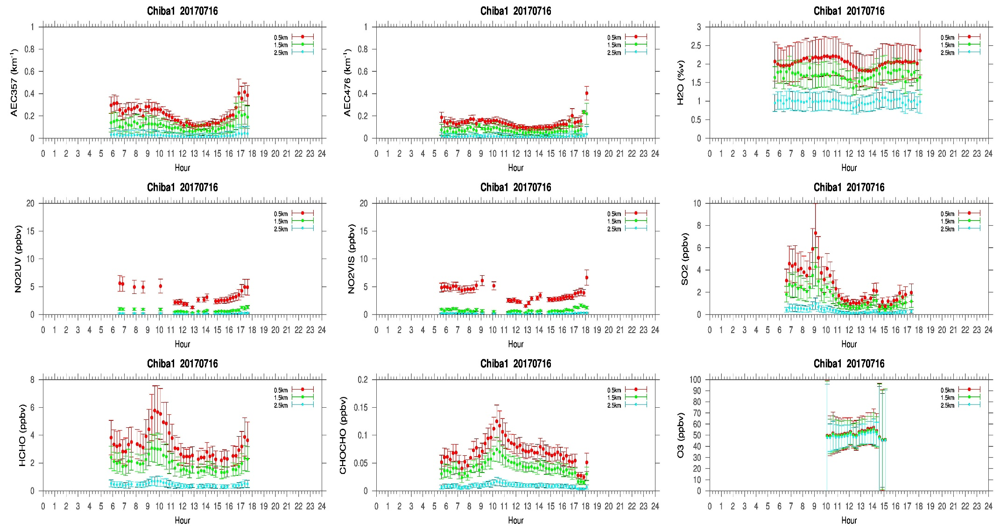 Chiba1 20170716
AEC357 (km-1)
1
0.8
0.6
0.4
0.2
0
0.5km
1.5km
2.5km
0 1 2 3 4 5 6 7 8 9 10 11 12 13 14 15 16 17 18 19 20 21 22 23 24
Hour
Chiba1 20170716
AEC476 (km-1)
1
0.8
0.6
0.4
0.2
0
0.5km
1.5km
2.5km
0 1 2 3 4 5 6 7 8 9 10 11 12 13 14 15 16 17 18 19 20 21 22 23 24
Hour
Chiba1 20170716
H2O (%v)
3
2.5
2
1.5
1
0.5
0
0.5km
1.5km
2.5km
0 1 2 3 4 5 6 7 8 9 10 11 12 13 14 15 16 17 18 19 20 21 22 23 24
Hour
Chiba1 20170716
NO2UV (ppbv)
20
15
10
5
0
0.5km
1.5km
2.5km
0 1 2 3 4 5 6 7 8 9 10 11 12 13 14 15 16 17 18 19 20 21 22 23 24
Hour
Chiba1 20170716
NO2VIS (ppbv)
20
15
10
5
0
0.5km
1.5km
2.5km
0 1 2 3 4 5 6 7 8 9 10 11 12 13 14 15 16 17 18 19 20 21 22 23 24
Hour
Chiba1 20170716
SO2 (ppbv)
10
8
6
4
2
0
0.5km
1.5km
2.5km
0 1 2 3 4 5 6 7 8 9 10 11 12 13 14 15 16 17 18 19 20 21 22 23 24
Hour
Chiba1 20170716
HCHO (ppbv)
8
6
4
2
0
0.5km
1.5km
2.5km
0 1 2 3 4 5 6 7 8 9 10 11 12 13 14 15 16 17 18 19 20 21 22 23 24
Hour
Chiba1 20170716
CHOCHO (ppbv)
0.2
0.15
0.1
0.05
0
0.5km
1.5km
2.5km
0 1 2 3 4 5 6 7 8 9 10 11 12 13 14 15 16 17 18 19 20 21 22 23 24
Hour
Chiba1 20170716
O3 (ppbv)
100
90
80
70
60
50
40
30
20
10
0
0.5km
1.5km
2.5km
0 1 2 3 4 5 6 7 8 9 10 11 12 13 14 15 16 17 18 19 20 21 22 23 24
Hour